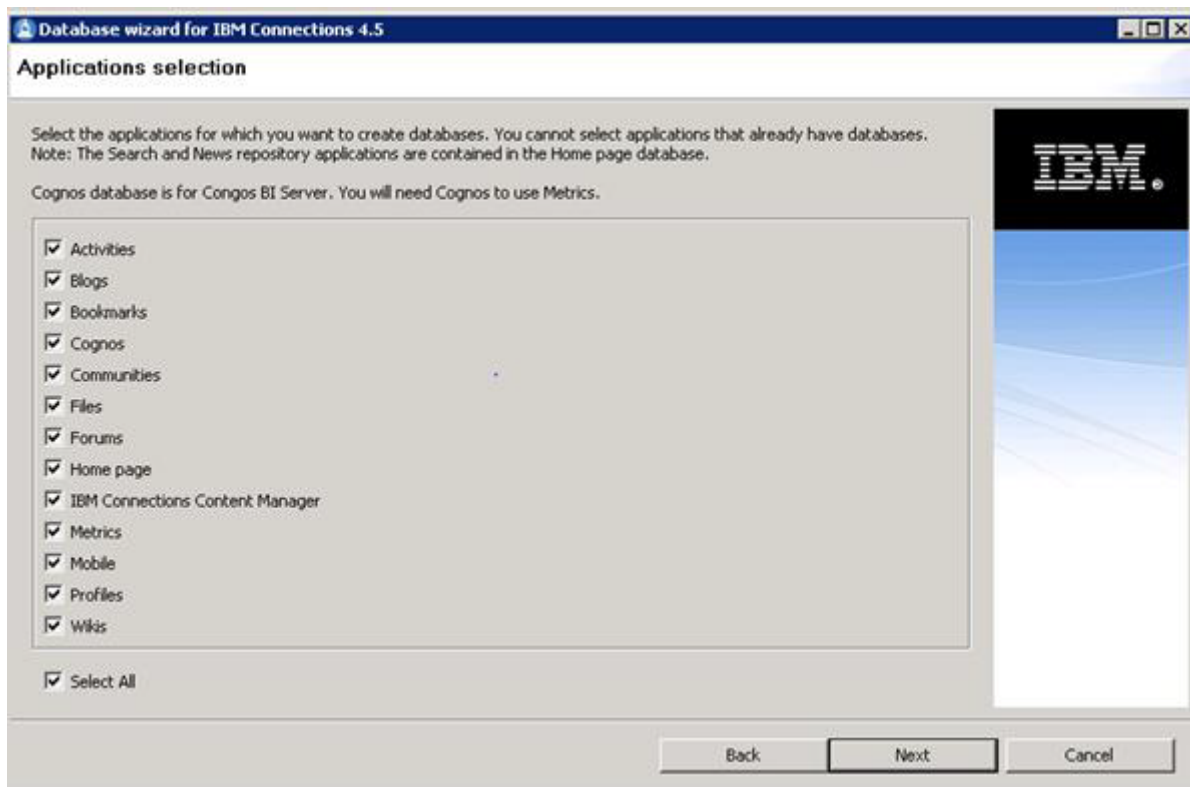 Database wizard for IBM Connections 4.5
Applications selection
Select the applications for which you want to create databases. You cannot select applications that already have databases.
Note: The Search and News repository applications are contained in the Home page database.
Cognos database is for Congos BI Server. You will need Cognos to use Metrics.
IBM.
Activities
Blogs
Bookmarks
Cognos
Communities
Files
Forums
Home page
IBM Connections Content Manager
Metrics
Mobile
Profiles
Wikis
Select All
Back
Next
Cancel